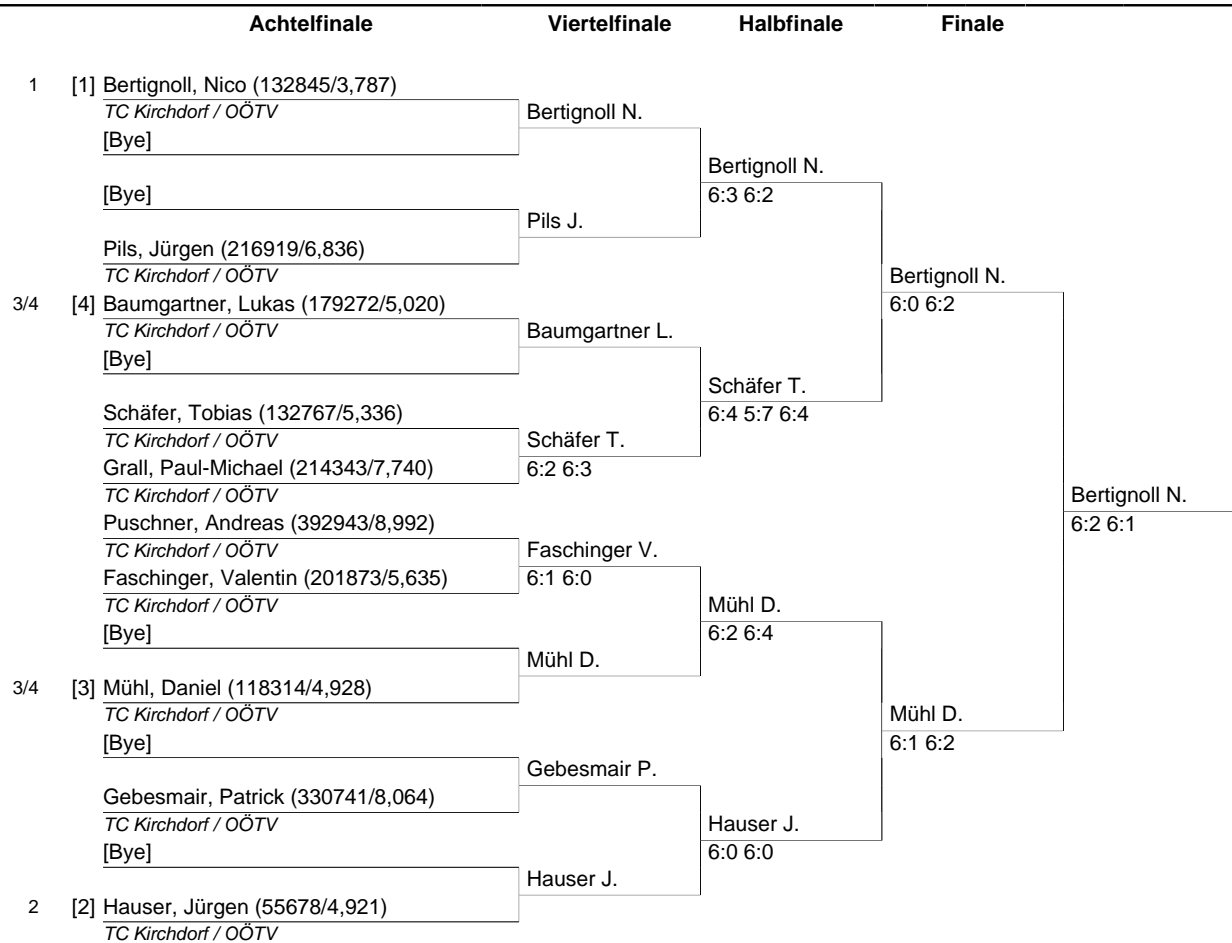 Achtelfinale Viertelfinale Halbfinale Finale
1 [1] Bertignoll, Nico (132845/3,787)
TC Kirchdorf / OÖTV Bertignoll N.
[Bye]
Bertignoll N.
[Bye] 6:3 6:2
Pils J.
Pils, Jürgen (216919/6,836)
TC Kirchdorf / OÖTV Bertignoll N.
3/4 [4] Baumgartner, Lukas (179272/5,020) 6:0 6:2
TC Kirchdorf / OÖTV Baumgartner L.
[Bye]
Schäfer T.
Schäfer, Tobias (132767/5,336) 6:4 5:7 6:4
TC Kirchdorf / OÖTV Schäfer T.
Grall, Paul-Michael (214343/7,740) 6:2 6:3
TC Kirchdorf / OÖTV Bertignoll N.
Puschner, Andreas (392943/8,992) 6:2 6:1
TC Kirchdorf / OÖTV Faschinger V.
Faschinger, Valentin (201873/5,635) 6:1 6:0
TC Kirchdorf / OÖTV Mühl D.
[Bye] 6:2 6:4
Mühl D.
3/4 [3] Mühl, Daniel (118314/4,928)
TC Kirchdorf / OÖTV Mühl D.
[Bye] 6:1 6:2
Gebesmair P.
Gebesmair, Patrick (330741/8,064)
TC Kirchdorf / OÖTV Hauser J.
[Bye] 6:0 6:0
Hauser J.
2 [2] Hauser, Jürgen (55678/4,921)
TC Kirchdorf / OÖTV